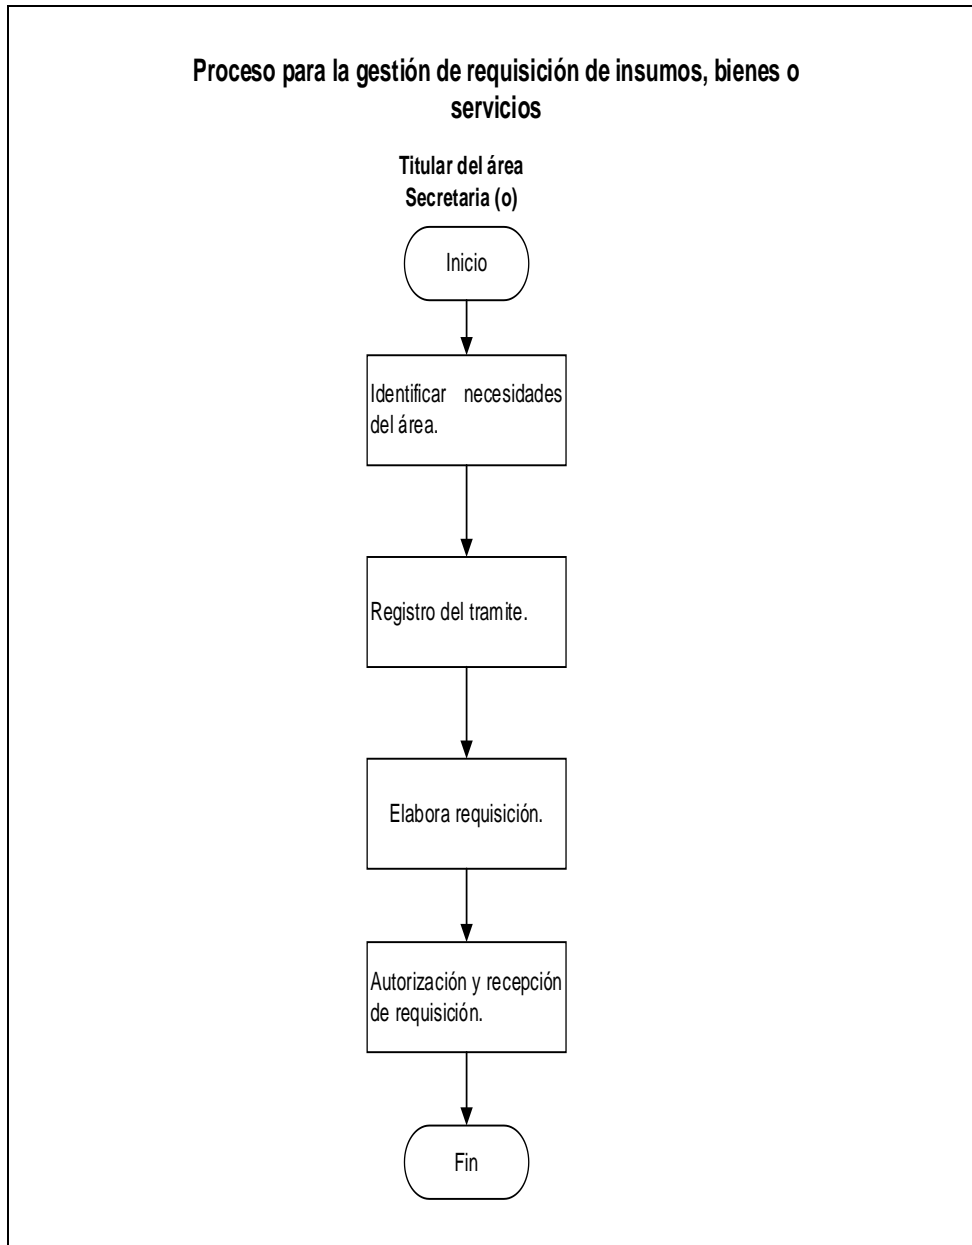 Proceso para la gestión de requisición de insumos, bienes o
servicios
Titular del área
Secretaria (o)
Inicio
Identificar necesidades
del área.
Registro del tramite.
Elabora requisición.
Autorización y recepción
de requisición.
Fin